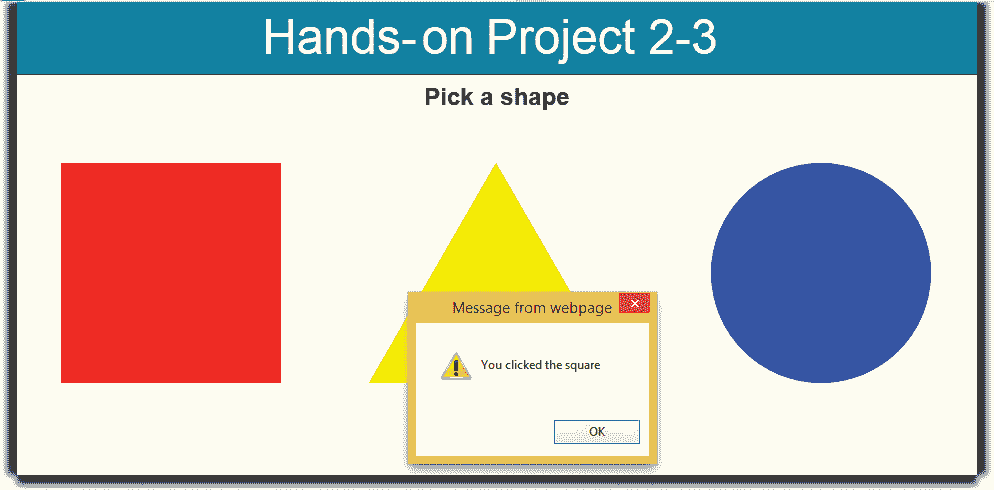 Hands-on Project 2-3
Pick a shape
Message from webpage
You clicked the square
OK